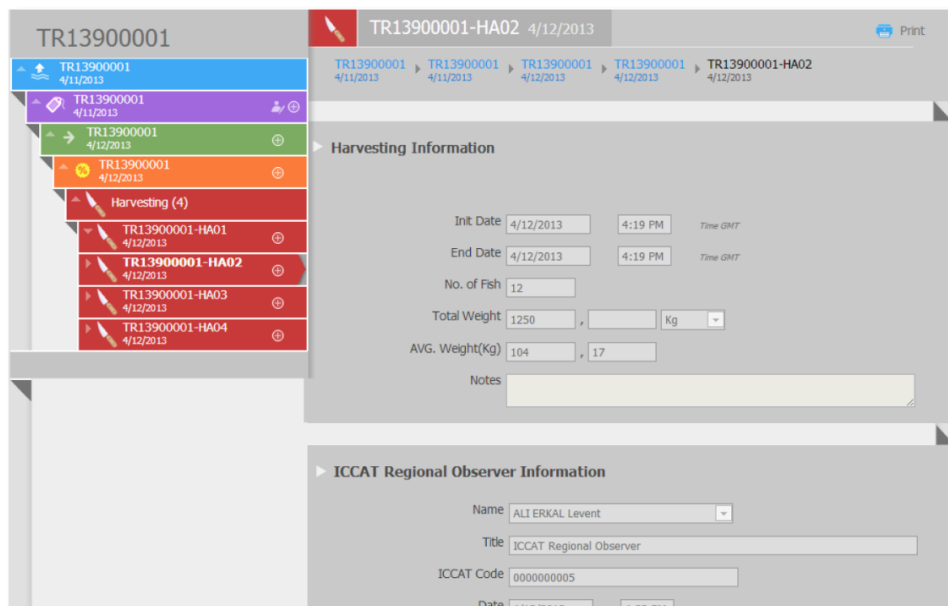 TR13900001
TR13900001
4/11/2013
TR13900001
4/11/2013
TR13900001
4/12/2013
%
TR13900001
4/12/2013
Harvesting (4)
TR13900001-HA01
4/12/2013
TR13900001-HA02
4/12/2013
TR13900001-HA03
4/12/2013
TR13900001-HA04
4/12/2013
TR13900001-HA02 4/12/2013
Print
TR13900001 TR13900001 TR13900001 TR13900001 TR13900001-HA02
4/11/2013 4/11/2013 4/12/2013 4/12/2013 4/12/2013
Harvesting Information
Init Date 4/12/2013 4:19 PM Time GMT
End Date 4/12/2013 4:19 PM Time GMT
No. of Fish 12
Total Weight 1250 , Kg
AVG. Weight(Kg) 104 , 17
Notes
ICCAT Regional Observer Information
Name ALI ERKAL Levent
Title ICCAT Regional Observer
ICCAT Code 0000000005
Date